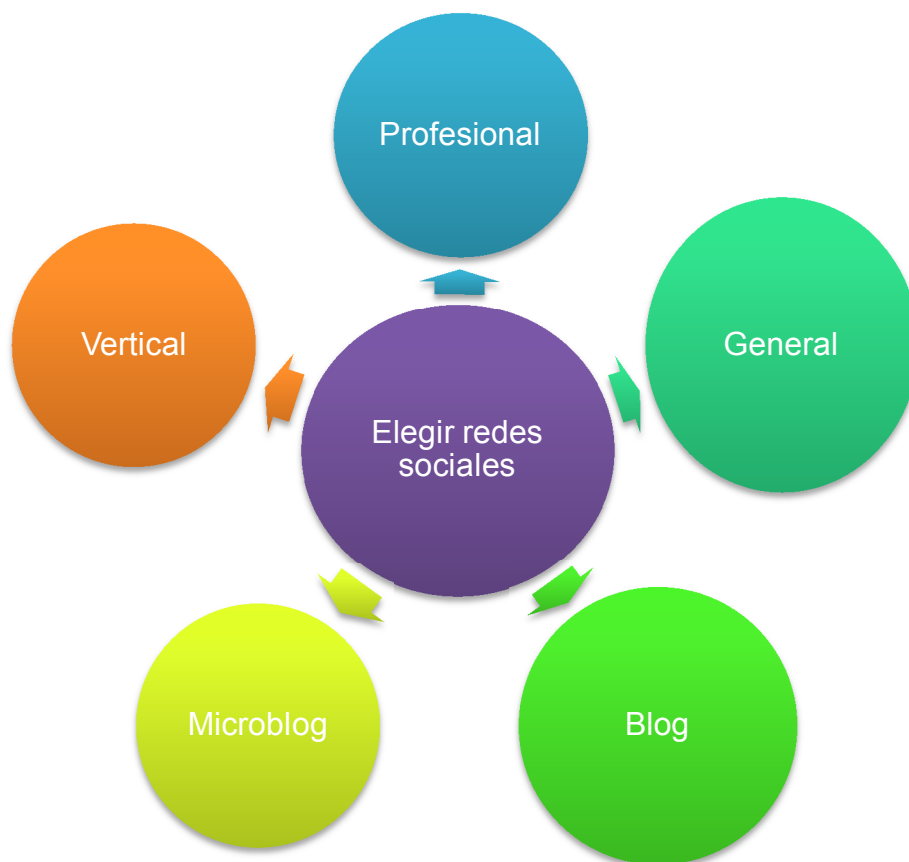 Profesional
General
Vertical
Elegir redes
sociales
Microblog
Blog